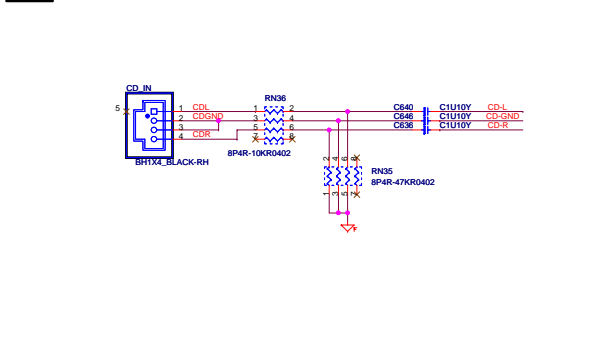 CD_IN
RN36
5
1 CDL 1 2 C640 C1U10Y CD-L
2 CDGND 3 4 C646 C1U10Y CD-GND
3 5 6 C636 C1U10Y CD-R
4 CDR 7 8
8P4R-10KR0402
BH1X4_BLACK-RH
2 4 6 8
RN35
8P4R-47KR0402
1 3 5 7